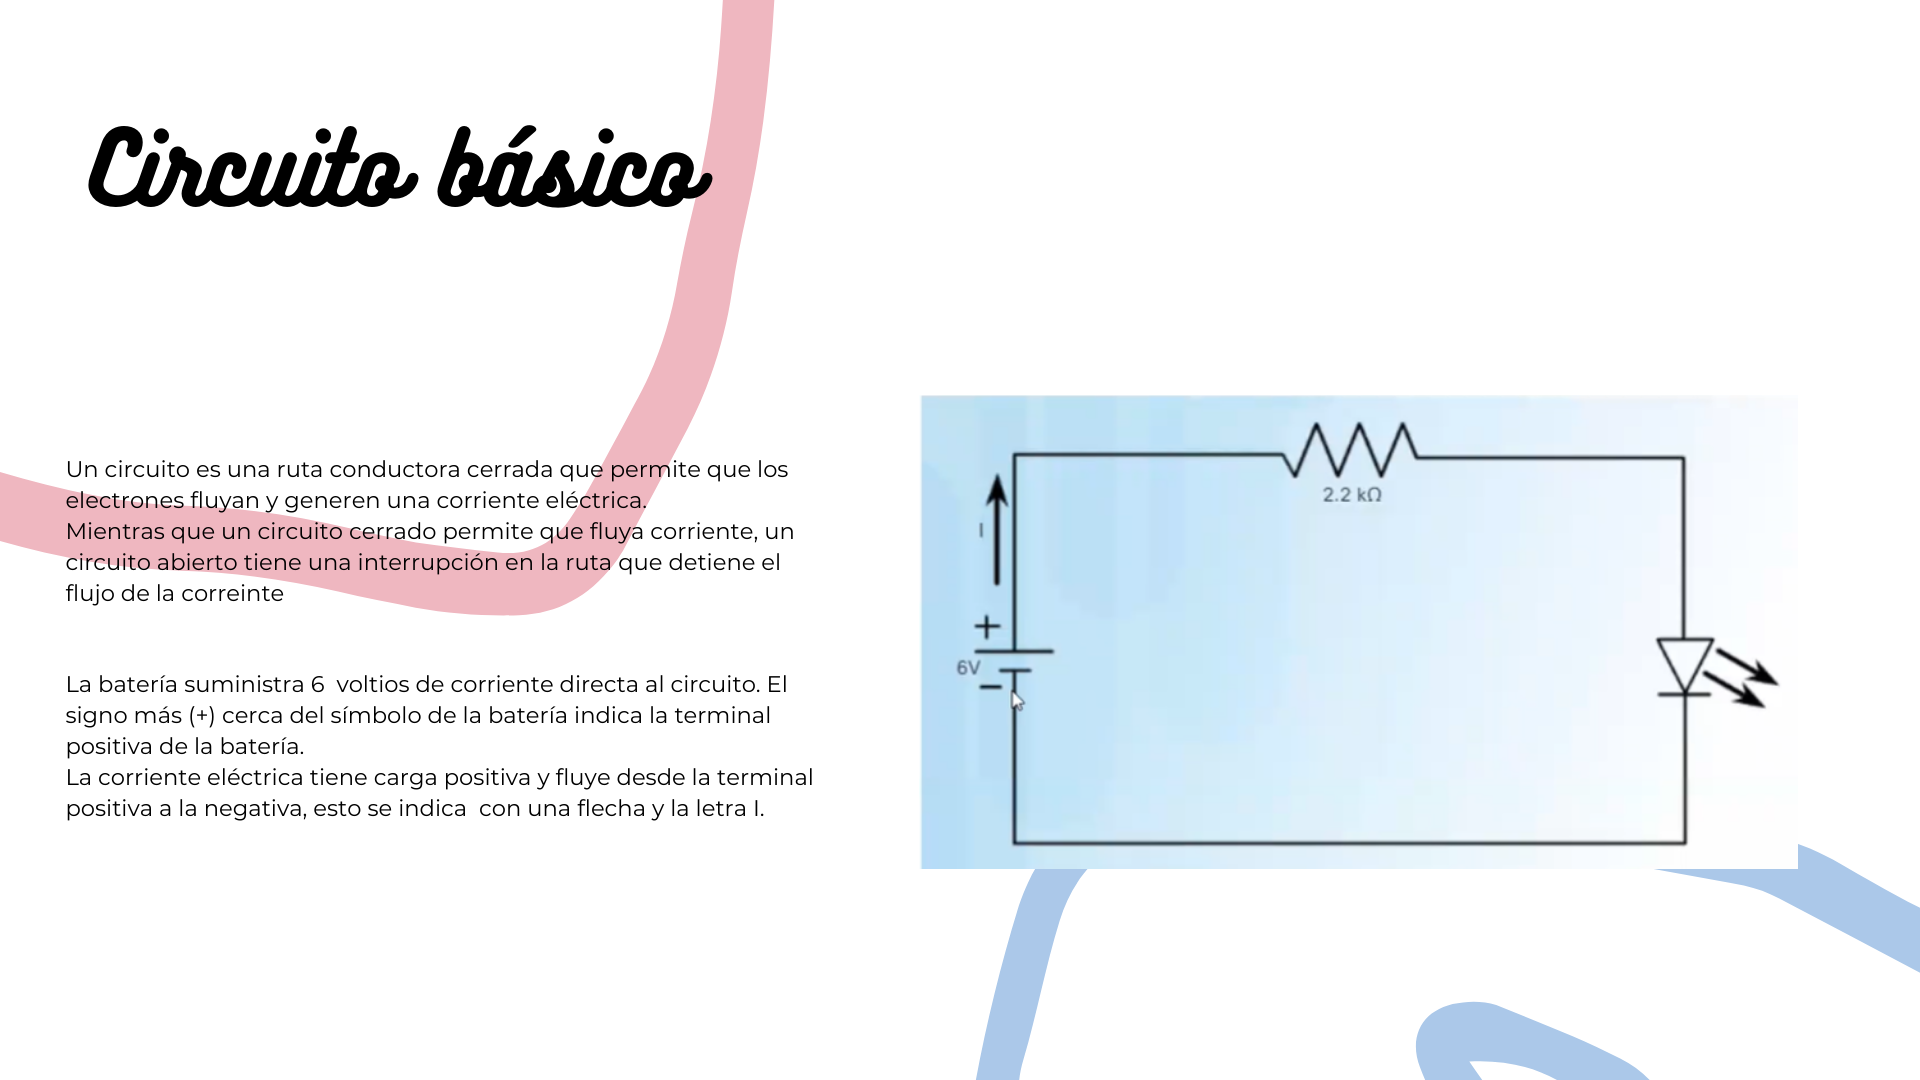 Circuito básico
Un circuito es una ruta conductora cerrada que permite que los
electrones fluyan y generen una corriente eléctrica.
Mientras que un circuito cerrado permite que fluya corriente, un
circuito abierto tiene una interrupción en la ruta que detiene el
flujo de la correinte
La batería suministra 6  voltios de corriente directa al circuito. El
signo más (+) cerca del símbolo de la batería indica la terminal
positiva de la batería.
La corriente eléctrica tiene carga positiva y fluye desde la terminal
positiva a la negativa, esto se indica  con una flecha y la letra I.
2.2 kΩ
I
+
6V
−